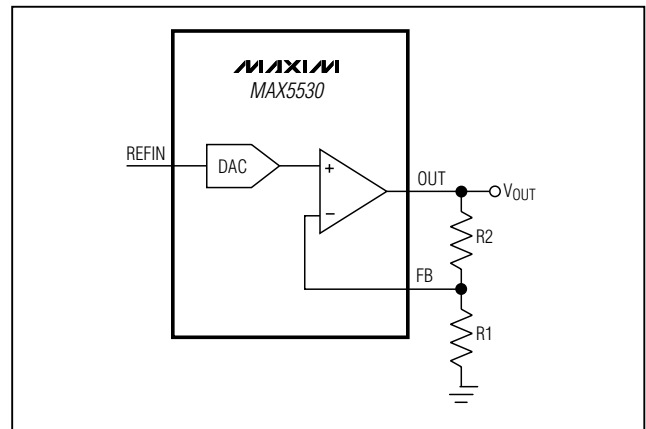 MAXIM
MAX5530
REFIN
DAC
+
−
OUT
VOUT
R2
FB
R1